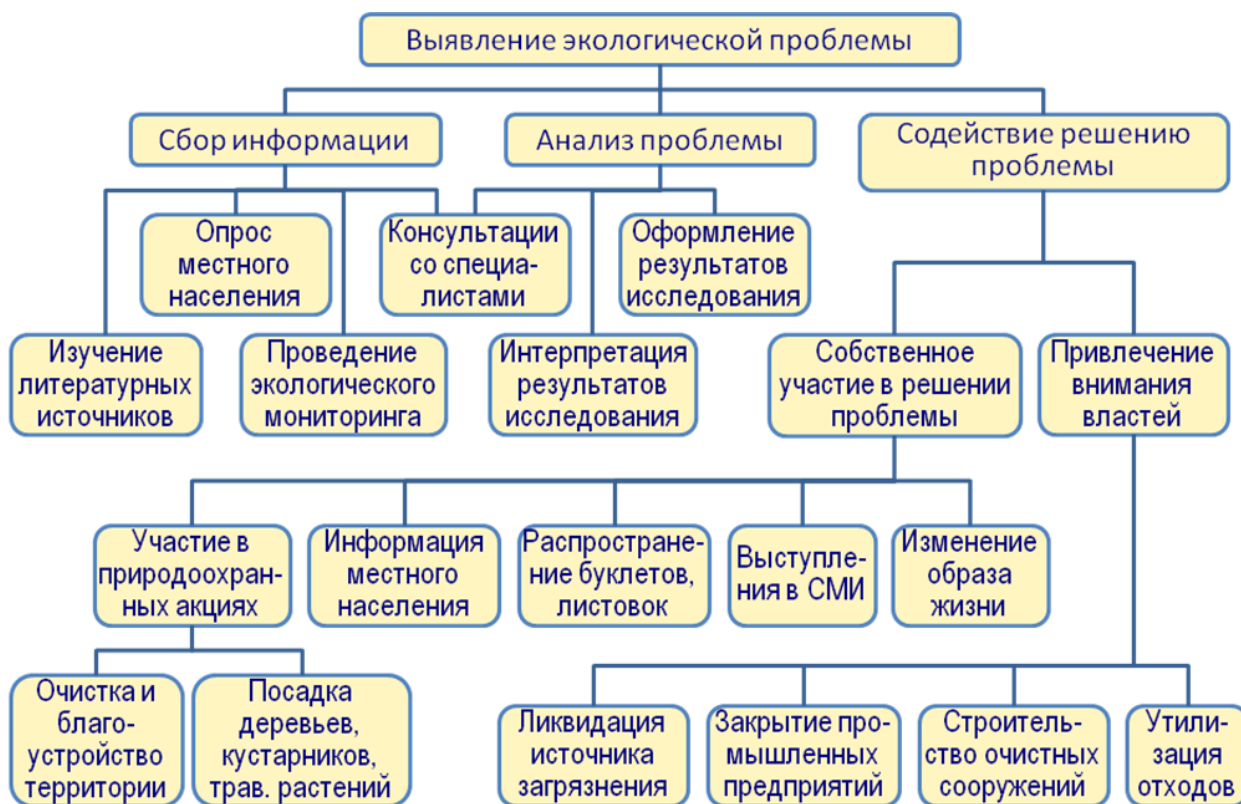 Выявление экологической проблемы
Сбор информации
Анализ проблемы
Содействие решению
проблемы
Опрос
местного
населения
Консультации
со специа-
листами
Оформление
результатов
исследования
Изучение
литературных
источников
Проведение
экологического
мониторинга
Интерпретация
результатов
исследования
Собственное
участие в решении
проблемы
Привлечение
внимания
властей
Участие в
природоохран-
ных акциях
Информация
местного
населения
Распростране-
ние буклетов,
листовок
Выступле-
ния в СМИ
Изменение
образа
жизни
Очистка и
благо-
устройство
территории
Посадка
деревьев,
кустарников,
трав. растений
Ликвидация
источника
загрязнения
Закрытие про-
мышленных
предприятий
Строитель-
ство очистных
сооружений
Утили-
зация
отходов